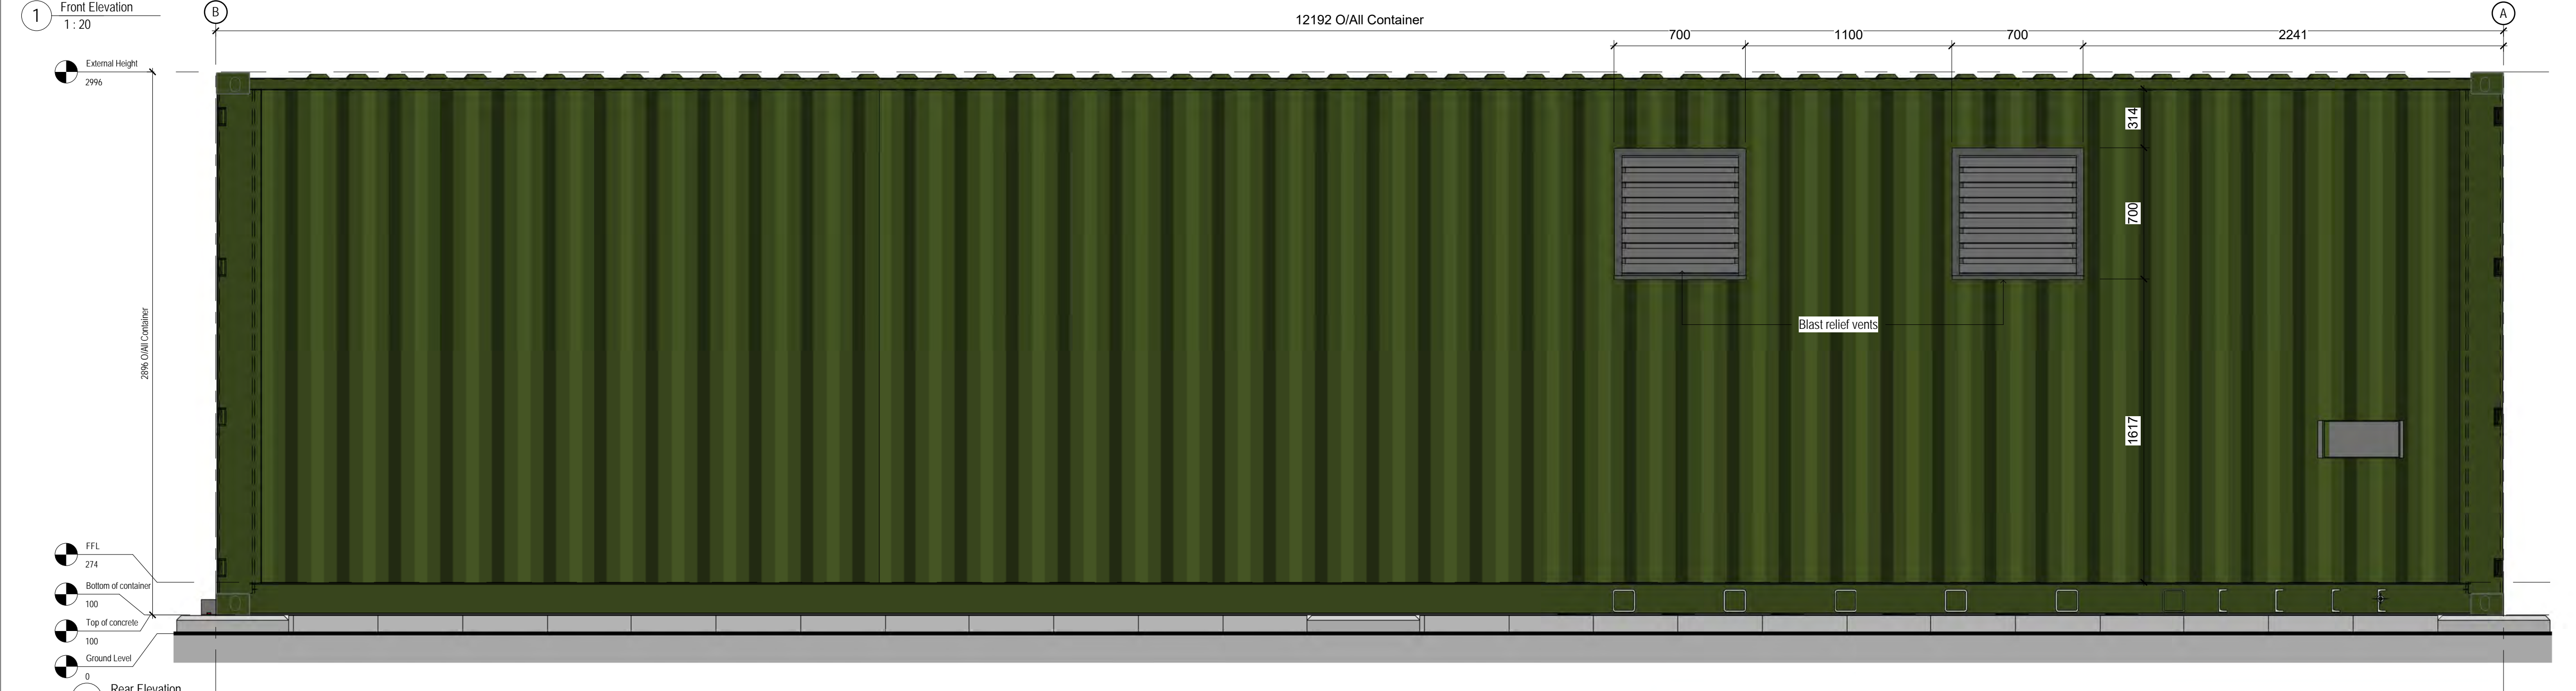 1
Front Elevation
1 : 20
B
12192 O/All Container
A
700
1100
700
2241
External Height
2996
314
700
2896 O/All Container
Blast relief vents
1617
FFL
274
Bottom of container
100
Top of concrete
100
Ground Level
0
Rear Elevation